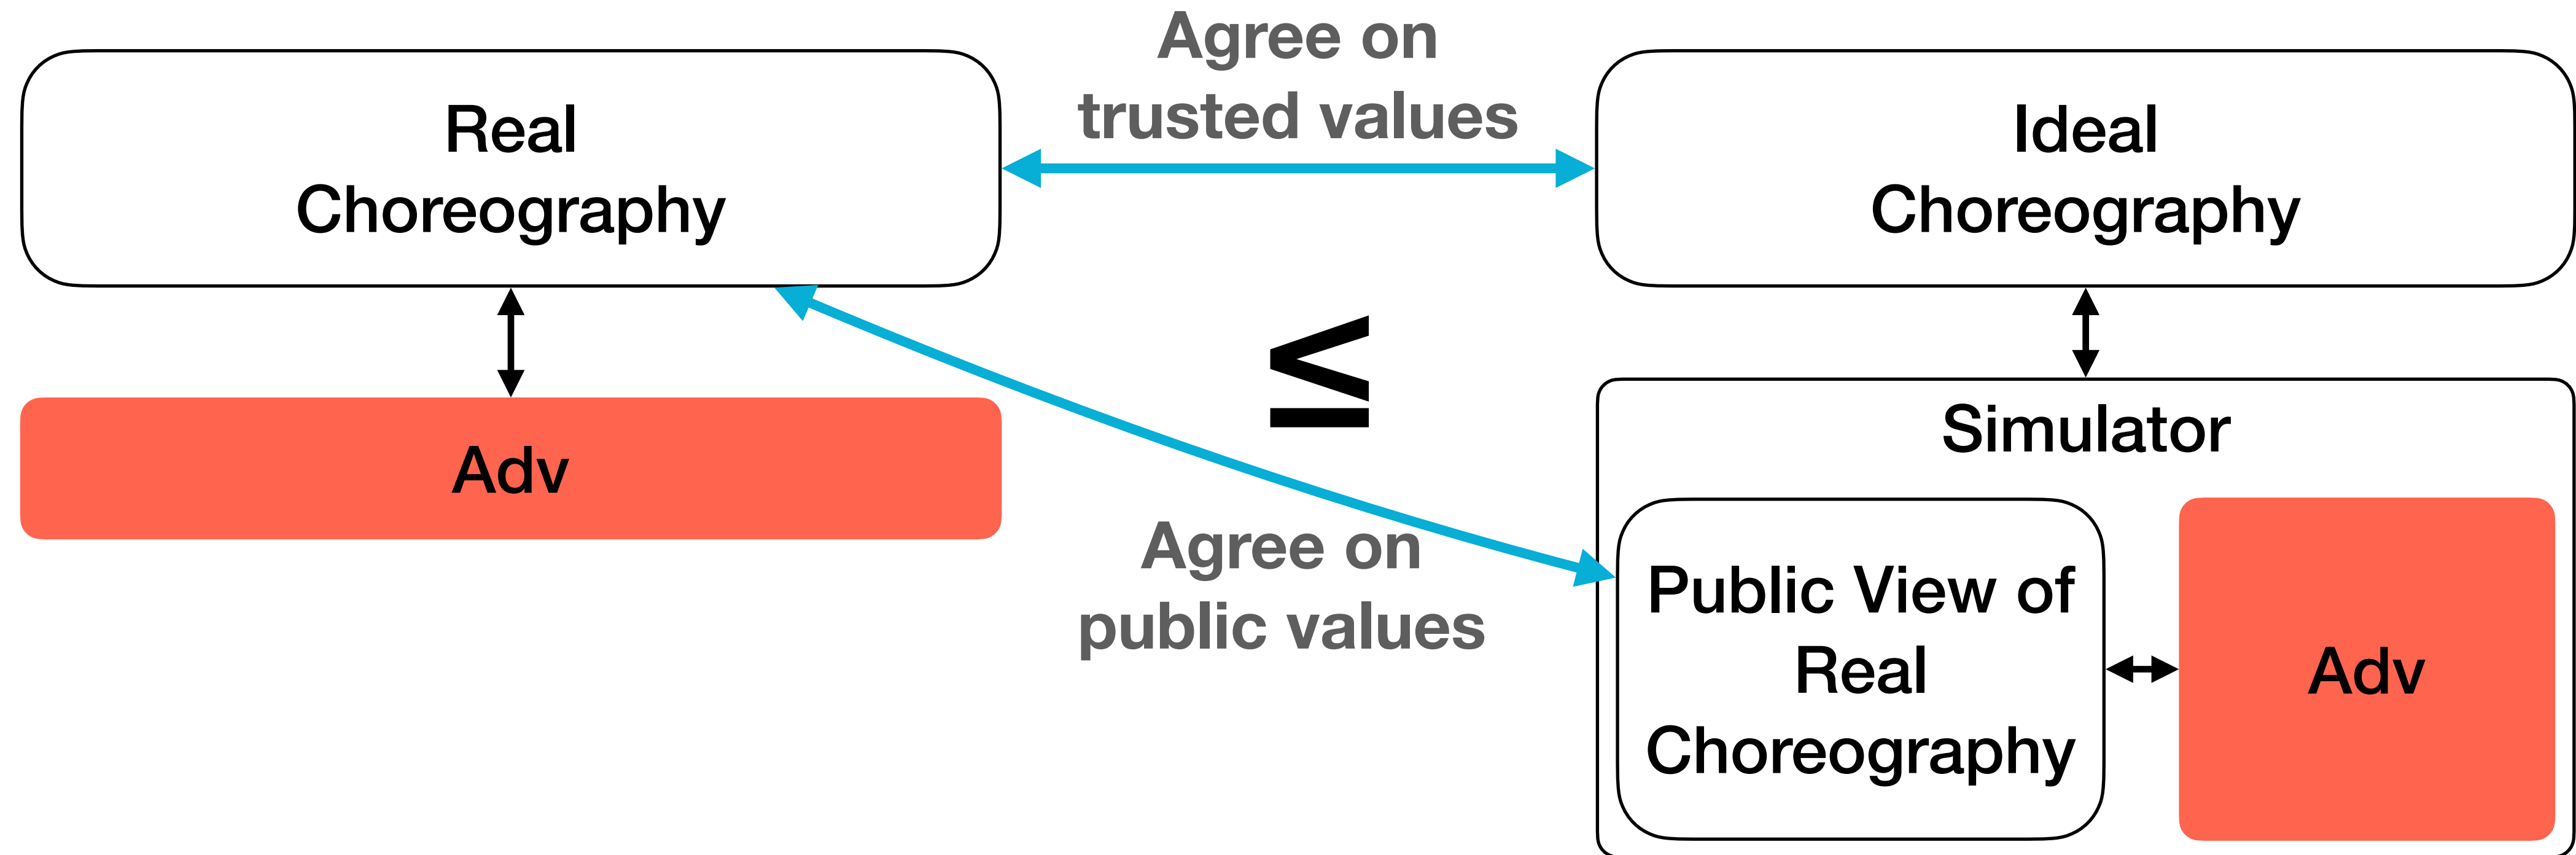 Real
Choreography
Adv
Agree on
trusted values
≤
Agree on
public values
Ideal
Choreography
Simulator
Public View of
Real
Choreography
Adv